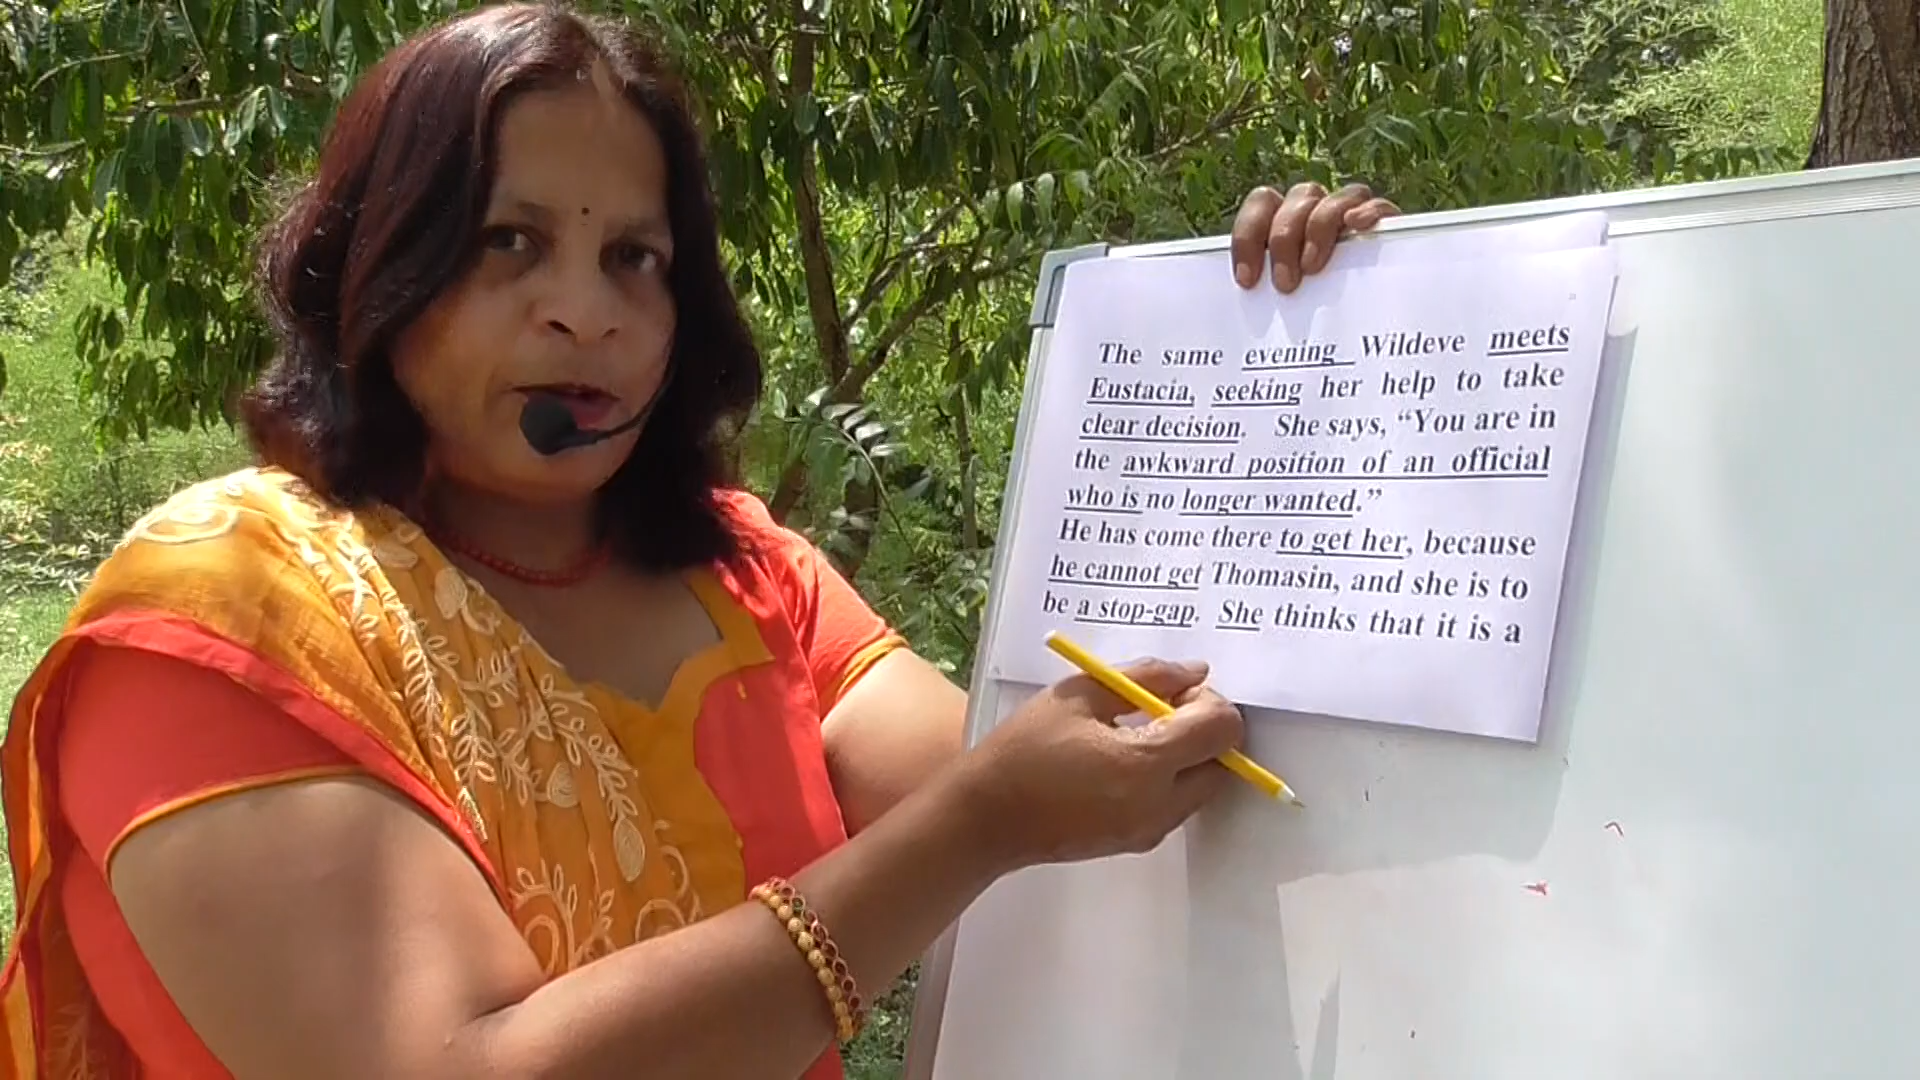 The same evening Wildeve meets
Eustacia, seeking her help to take
clear decision. She says, “You are in
the awkward position of an official
who is no longer wanted.”
He has come there to get her, because
he cannot get Thomasin, and she is to
be a stop-gap. She thinks that it is a